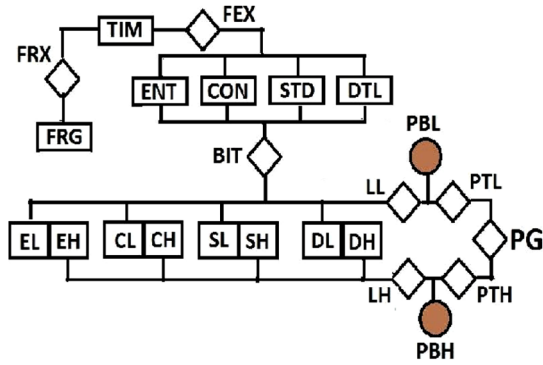 FEX
TIM
FRX
ENT CON STD DTL
FRG
PBL
BIT
LL PTL
EL EH CL CH SL SH DL DH
PG
LH PTH
PBH